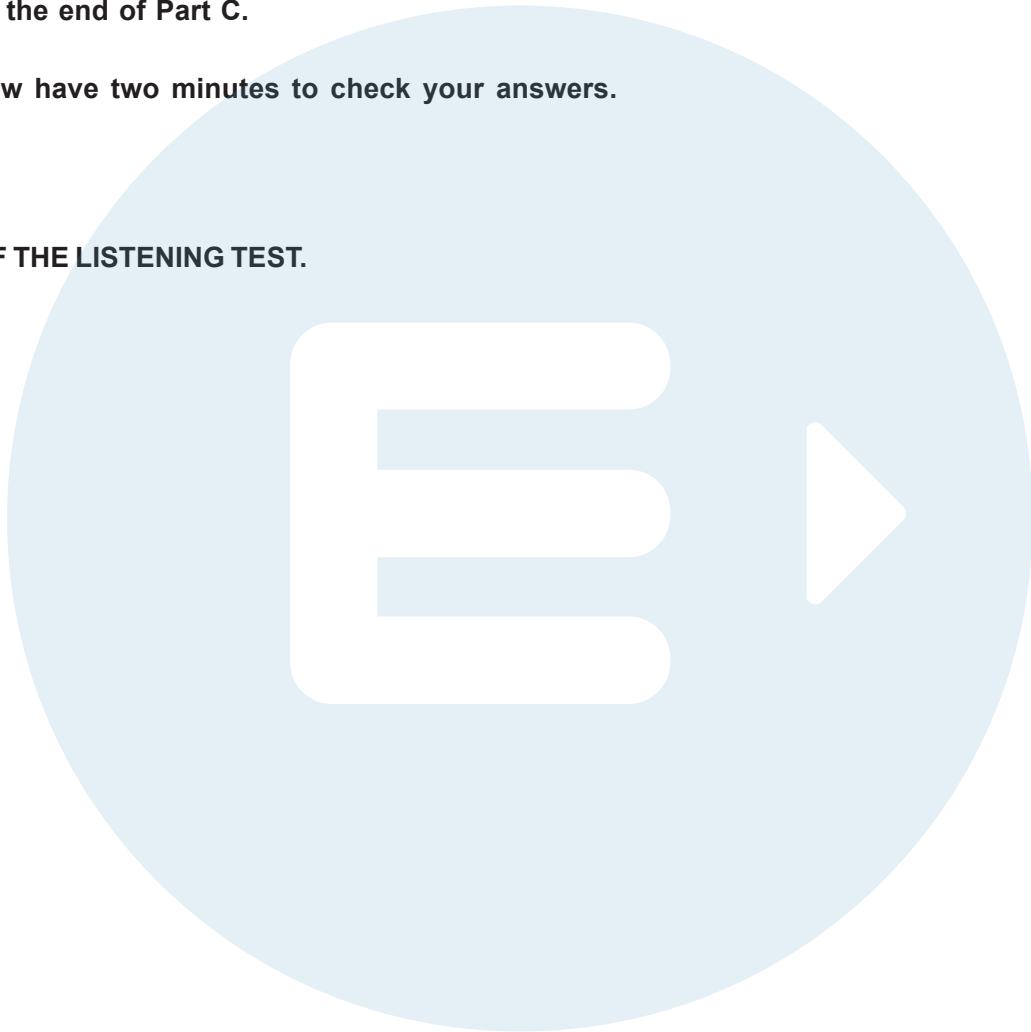 the end of Part C.
w have two minutes to check your answers.
F THE LISTENING TEST.